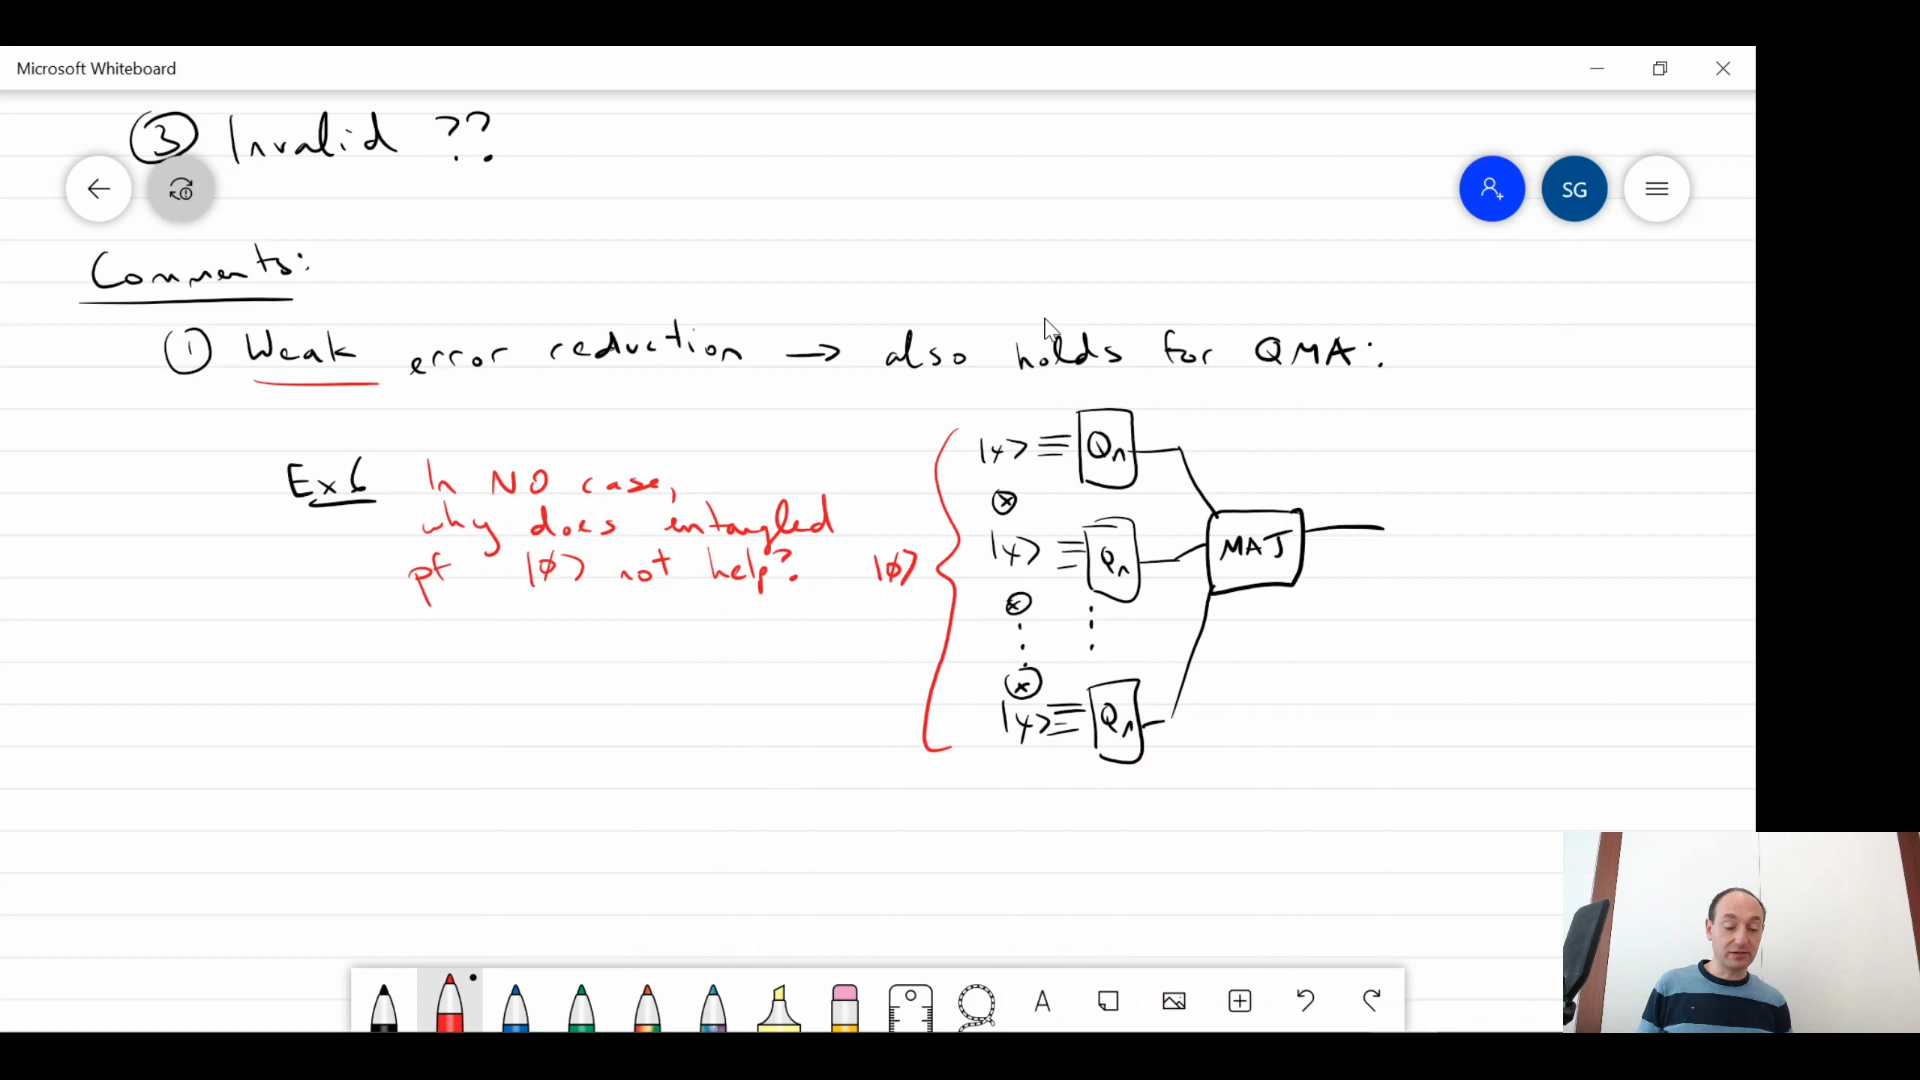 Microsoft Whiteboard
③ Invalid ??
SG
Comments:
① Weak error reduction → also holds for QMA:
Ex 6 In NO case,
why does entangled
pf |ϕ⟩ not help?
|ϕ⟩
|ψ⟩ Qn
⊗
|ψ⟩ Qn
MAJ
⊗
⋮ ⋮
⊗
|ψ⟩ Qn
A